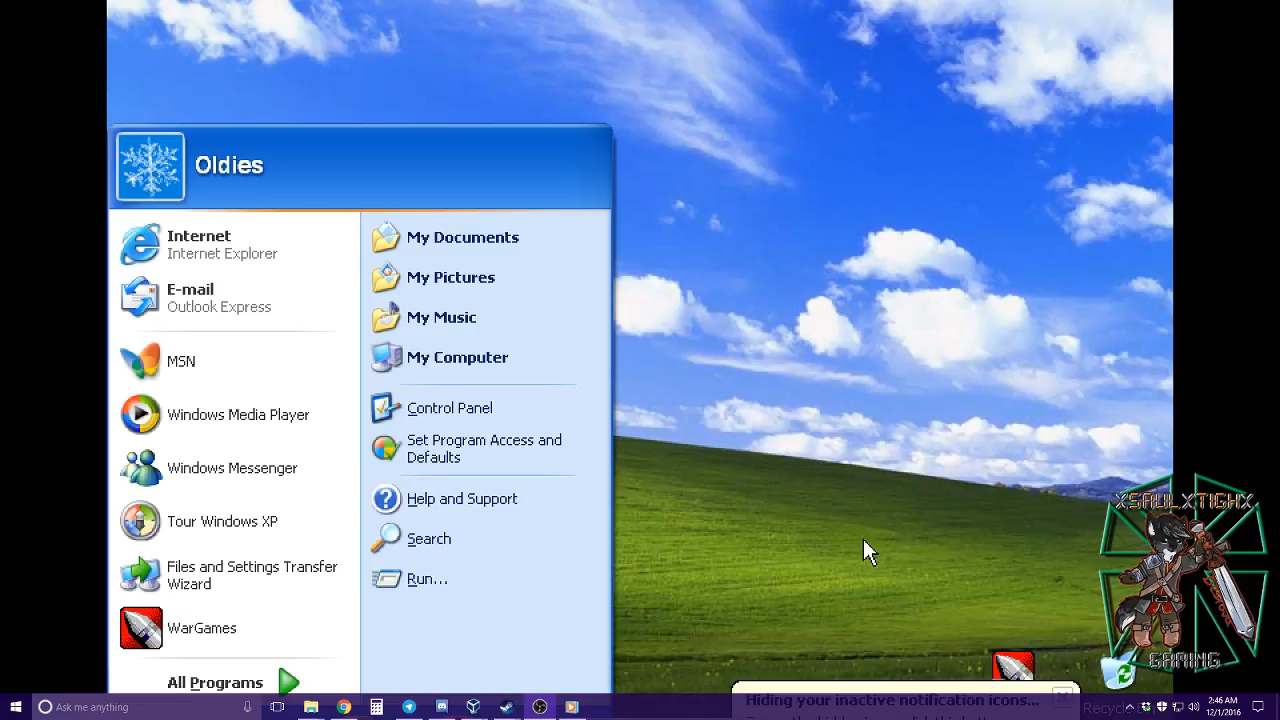 Oldies
Internet
Internet Explorer
E-mail
Outlook Express
MSN
Windows Media Player
Windows Messenger
Tour Windows XP
Files and Settings Transfer
Wizard
WarGames
All Programs
My Documents
My Pictures
My Music
My Computer
Control Panel
Set Program Access and
Defaults
Help and Support
Search
Run...
XSAULXTIGHX
GAMING
Hiding your inactive notification icons...
Recycle
Ask me anything
2:46 AM
12/1/2016